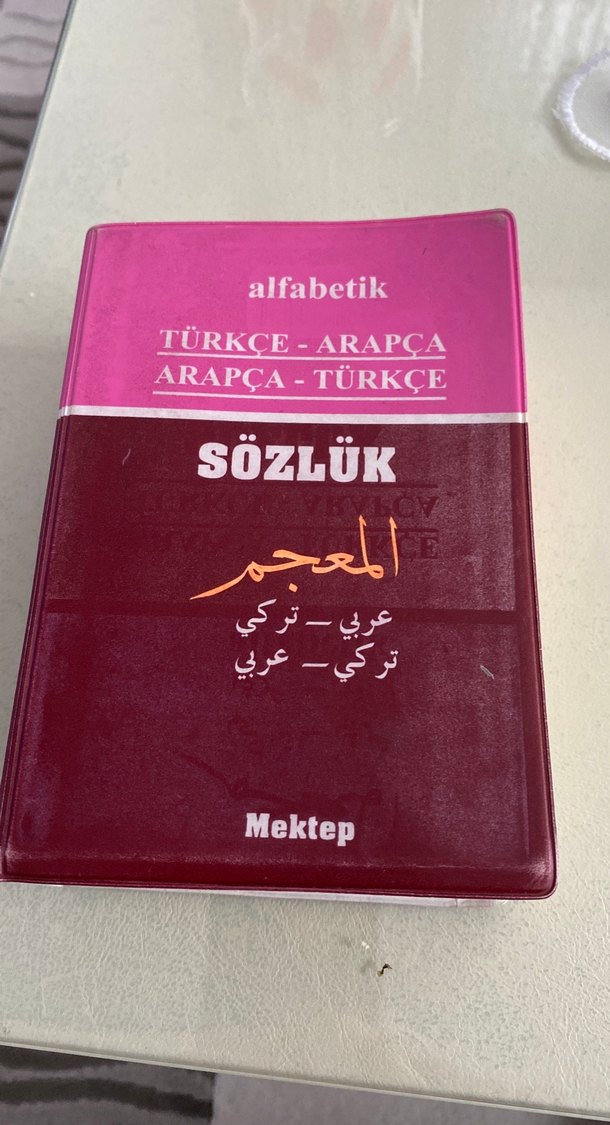 alfabetik
TÜRKÇE - ARAPÇA
ARAPÇA - TÜRKÇE
SÖZLÜK
المعجم
عربي – تركي
تركي – عربي
Mektep